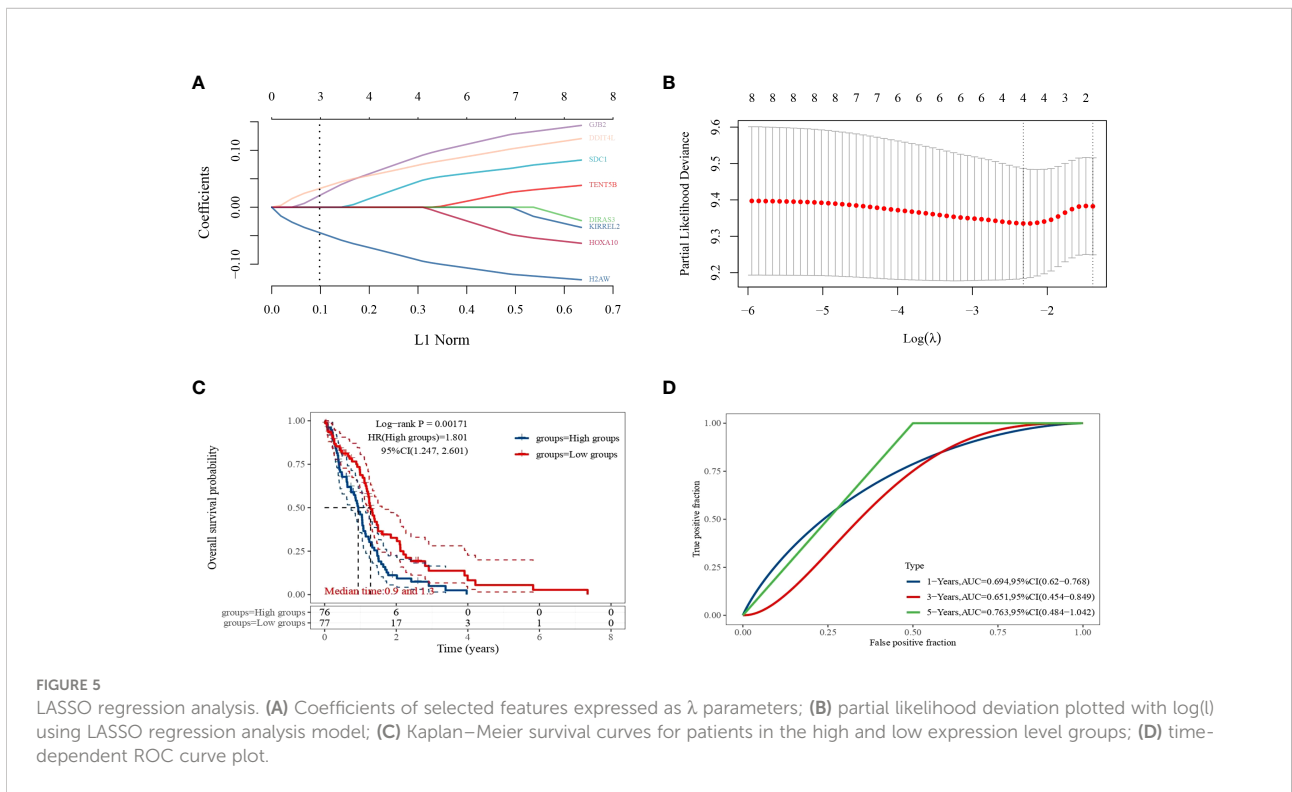 A
0 3 4 4 6 7 8 8
GJB2
DDIT4L
SDC1
TENT5B
DIRAS3
KIRREL2
HOXA10
H2AW
0.10
0.00
−0.10
Coefficients
0.0 0.1 0.2 0.3 0.4 0.5 0.6 0.7
L1 Norm
B
8 8 8 8 8 7 7 6 6 6 6 6 4 4 4 3 2
9.6
9.5
9.4
9.3
9.2
Partial Likelihood Deviance
−6 −5 −4 −3 −2
Log(λ)
C
1.00
0.75
0.50
0.25
0.00
Overall survival probability
Log−rank P = 0.00171
HR(High groups)=1.801
95%CI(1.247, 2.601)
groups=High groups
groups=Low groups
Median time:0.9 and 1.3
groups=High groups 76 6 0 0 0
groups=Low groups 77 17 3 1 0
0 2 4 6 8
Time (years)
D
1.00
0.75
0.50
0.25
0.00
True positive fraction
Type
1−Years,AUC=0.694,95%CI(0.62−0.768)
3−Years,AUC=0.651,95%CI(0.454−0.849)
5−Years,AUC=0.763,95%CI(0.484−1.042)
0.00 0.25 0.50 0.75 1.00
False positive fraction
FIGURE 5
LASSO regression analysis. (A) Coefficients of selected features expressed as λ parameters; (B) partial likelihood deviation plotted with log(l)
using LASSO regression analysis model; (C) Kaplan–Meier survival curves for patients in the high and low expression level groups; (D) time-
dependent ROC curve plot.